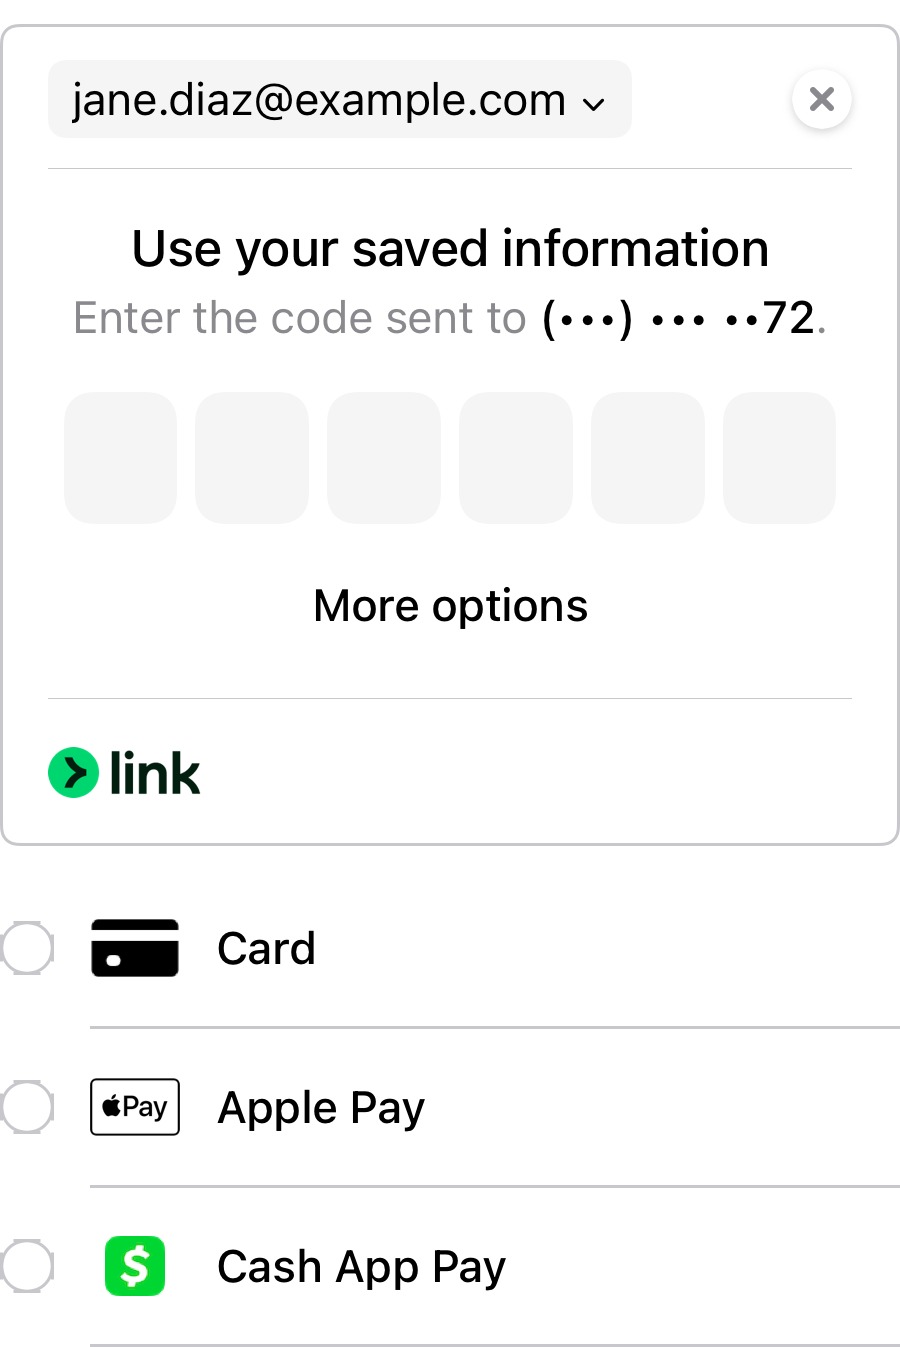 jane.diaz@example.com
Use your saved information
Enter the code sent to (•••) ••• ••72.
More options
link
Card
Pay
Apple Pay
$
Cash App Pay